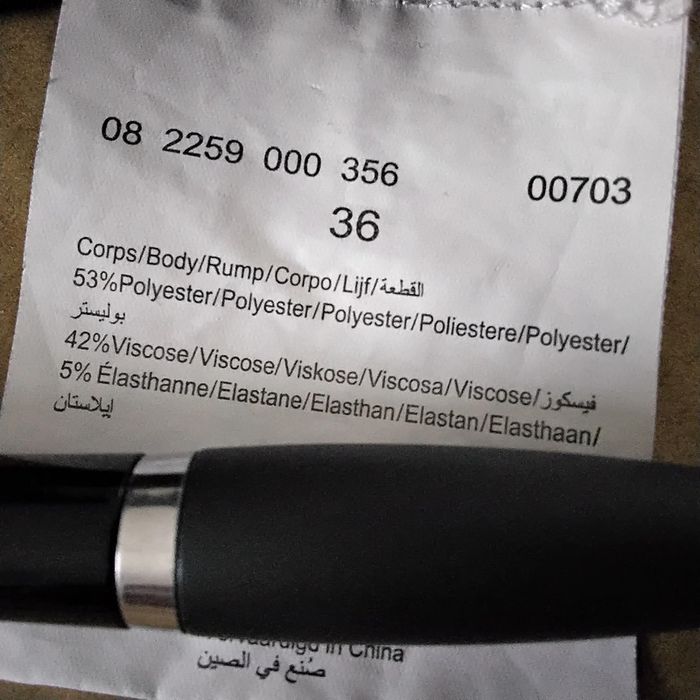 08 2259 000 356 00703
36
Corps/Body/Rump/Corpo/Lijf/القطعة
53%Polyester/Polyester/Polyester/Poliestere/Polyester/
بوليستر
42%Viscose/Viscose/Viskose/Viscosa/Viscose/فيسكوز
5% Élasthanne/Elastane/Elasthan/Elastan/Elasthaan/
إيلاستان
in China
صُنع في الصين